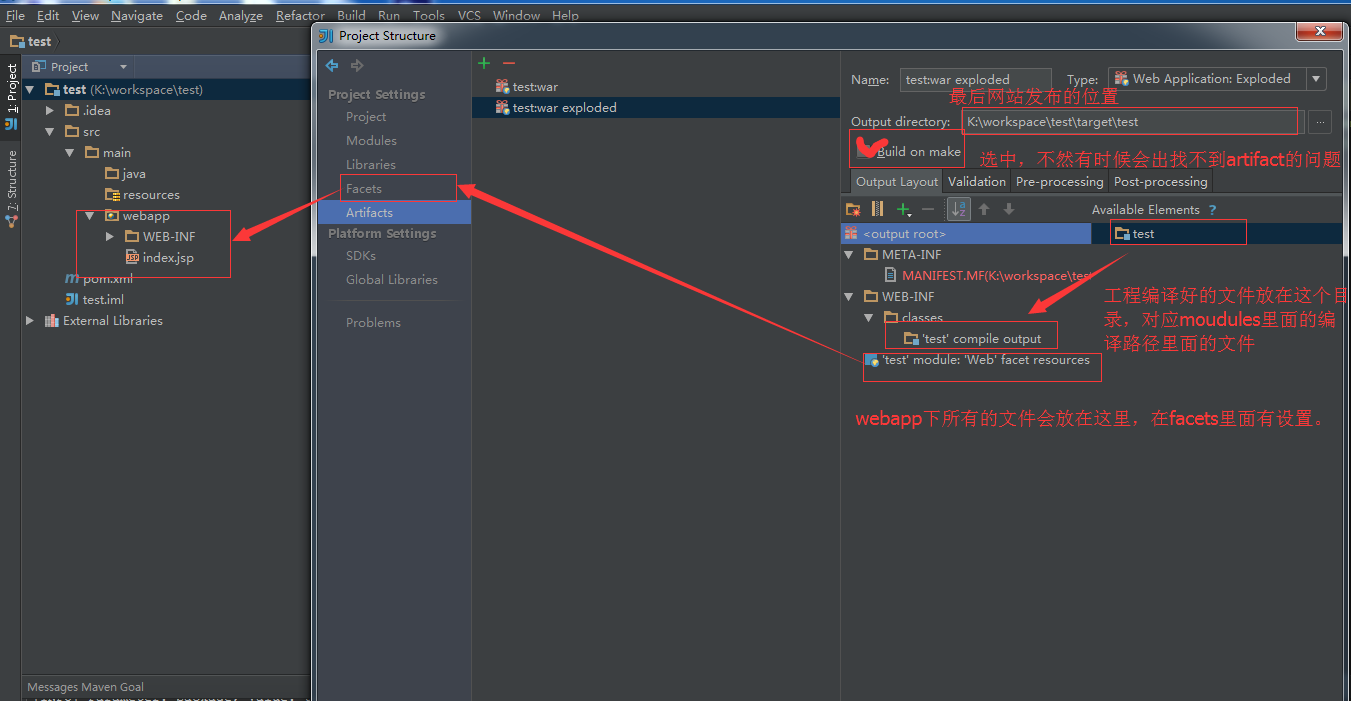 File Edit View Navigate Code Analyze Refactor Build Run Tools VCS Window Help
test
Project
1: Project
7: Structure
test (K:\workspace\test)
.idea
src
main
java
resources
webapp
WEB-INF
index.jsp
pom.xml
test.iml
External Libraries
Messages Maven Goal
Project Structure
Project Settings
Project
Modules
Libraries
Facets
Artifacts
Platform Settings
SDKs
Global Libraries
Problems
test:war
test:war exploded
Name: test:war exploded Type: Web Application: Exploded
最后网站发布的位置
Output directory: K:\workspace\test\target\test
Build on make
选中，不然有时候会出找不到artifact的问题
Output Layout Validation Pre-processing Post-processing
Available Elements ?
<output root>
test
META-INF
MANIFEST.MF(K:\workspace\test
WEB-INF
classes
'test' compile output
'test' module: 'Web' facet resources
工程编译好的文件放在这个目
录，对应moudules里面的编
译路径里面的文件
webapp下所有的文件会放在这里，在facets里面有设置。